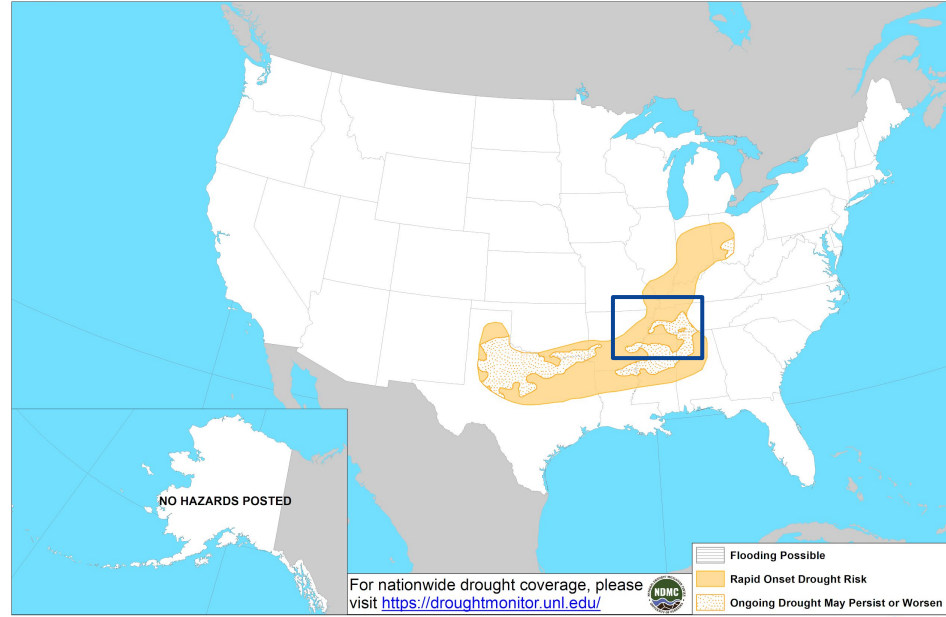 NO HAZARDS POSTED
For nationwide drought coverage, please
visit https://droughtmonitor.unl.edu/
NDMC
Flooding Possible
Rapid Onset Drought Risk
Ongoing Drought May Persist or Worsen